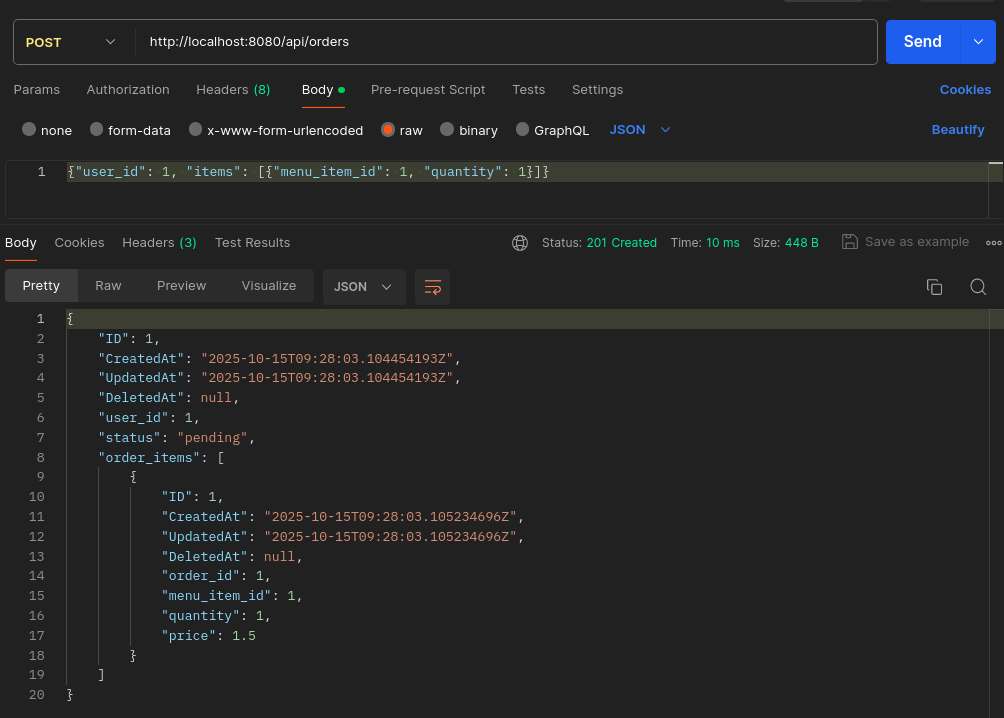 POST http://localhost:8080/api/orders Send
Params Authorization Headers (8) Body Pre-request Script Tests Settings Cookies
none form-data x-www-form-urlencoded raw binary GraphQL JSON Beautify
1 {"user_id": 1, "items": [{"menu_item_id": 1, "quantity": 1}]}
Body Cookies Headers (3) Test Results Status: 201 Created Time: 10 ms Size: 448 B Save as example
Pretty Raw Preview Visualize JSON
1 {
2 "ID": 1,
3 "CreatedAt": "2025-10-15T09:28:03.104454193Z",
4 "UpdatedAt": "2025-10-15T09:28:03.104454193Z",
5 "DeletedAt": null,
6 "user_id": 1,
7 "status": "pending",
8 "order_items": [
9 {
10 "ID": 1,
11 "CreatedAt": "2025-10-15T09:28:03.105234696Z",
12 "UpdatedAt": "2025-10-15T09:28:03.105234696Z",
13 "DeletedAt": null,
14 "order_id": 1,
15 "menu_item_id": 1,
16 "quantity": 1,
17 "price": 1.5
18 }
19 ]
20 }